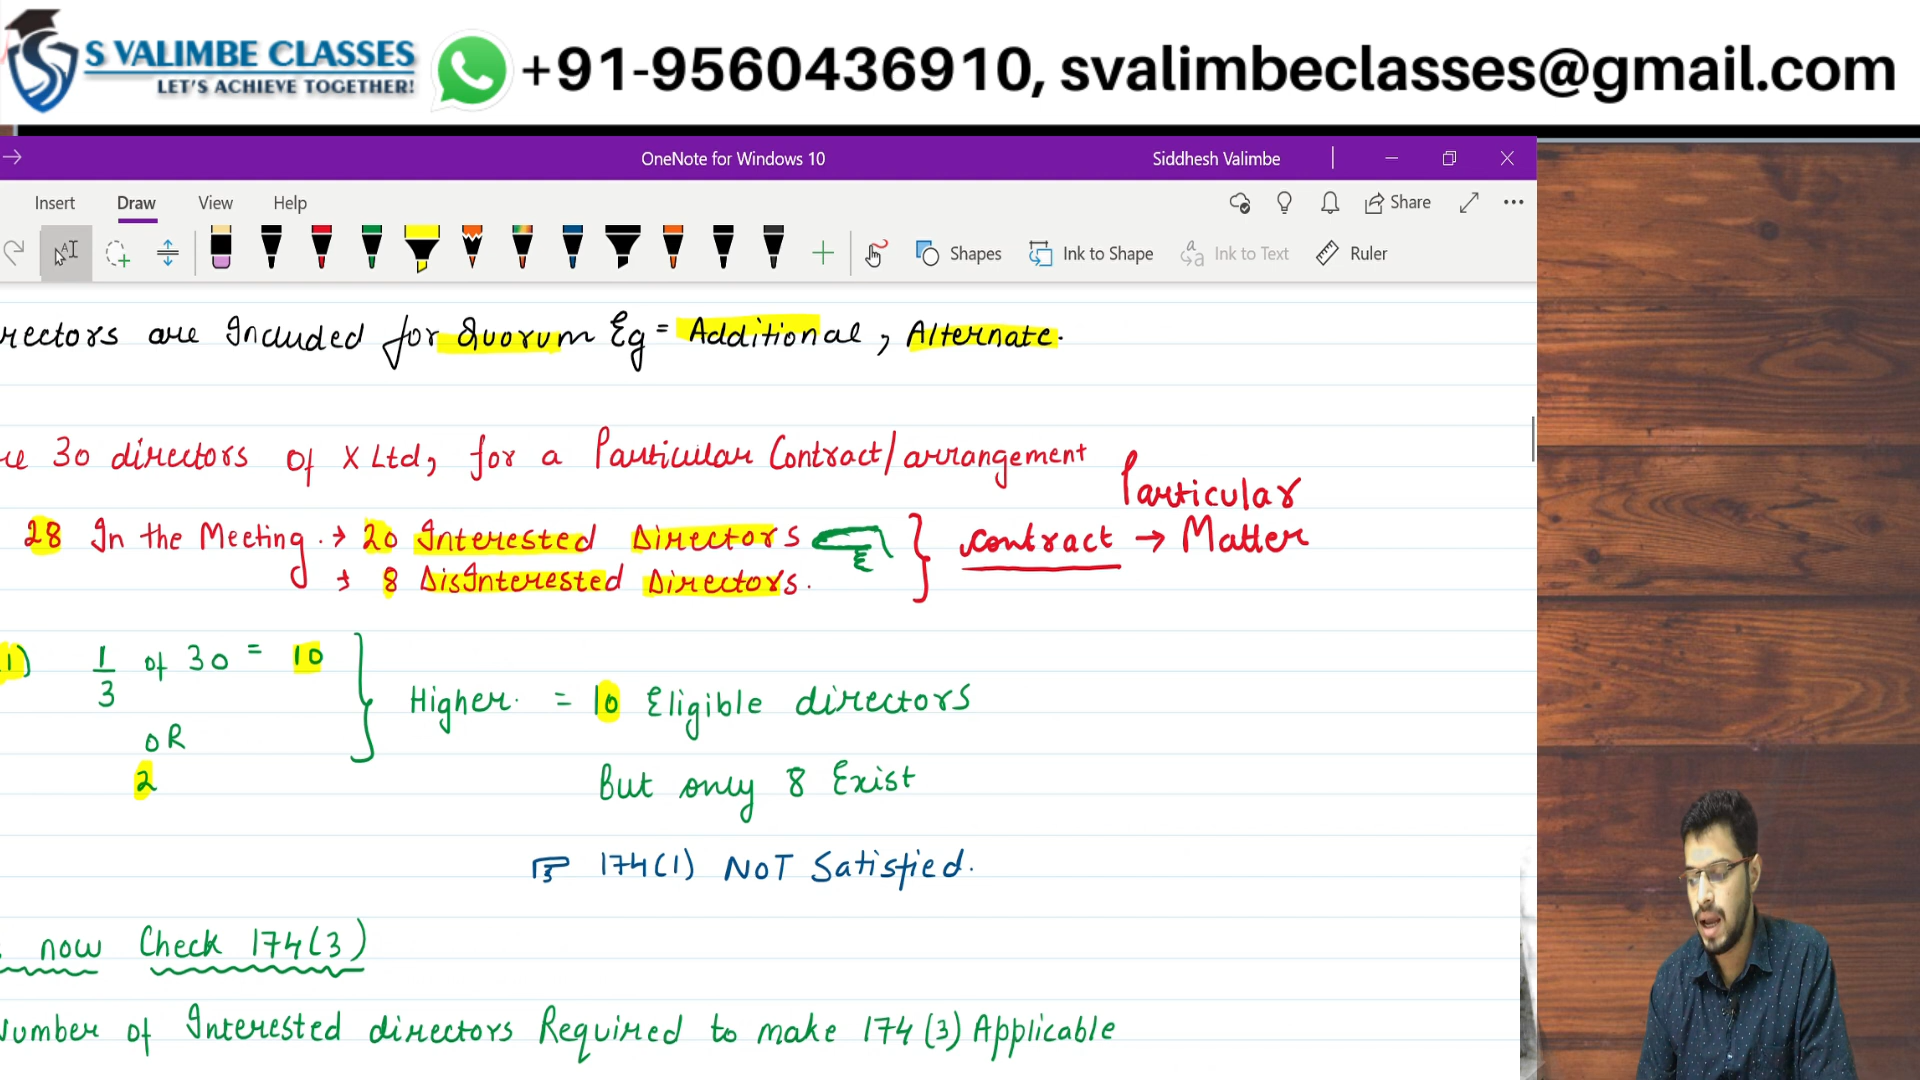 S VALIMBE CLASSES
LET'S ACHIEVE TOGETHER!
+91-9560436910, svalimbeclasses@gmail.com
OneNote for Windows 10
Siddhesh Valimbe
Insert Draw View Help
Share
Shapes Ink to Shape Ink to Text Ruler
rectors are Included for Quorum Eg = Additional, Alternate.
re 30 directors of X Ltd, for a Particular Contract/arrangement
Particular
28 In the Meeting. → 20 Interested Directors } contract → Matter
→ 8 DisInterested Directors.
1) 1/3 of 30 = 10
Higher. = 10 Eligible directors
OR
2
But only 8 Exist
174(1) NOT Satisfied.
now Check 174(3)
Number of Interested directors Required to make 174(3) Applicable